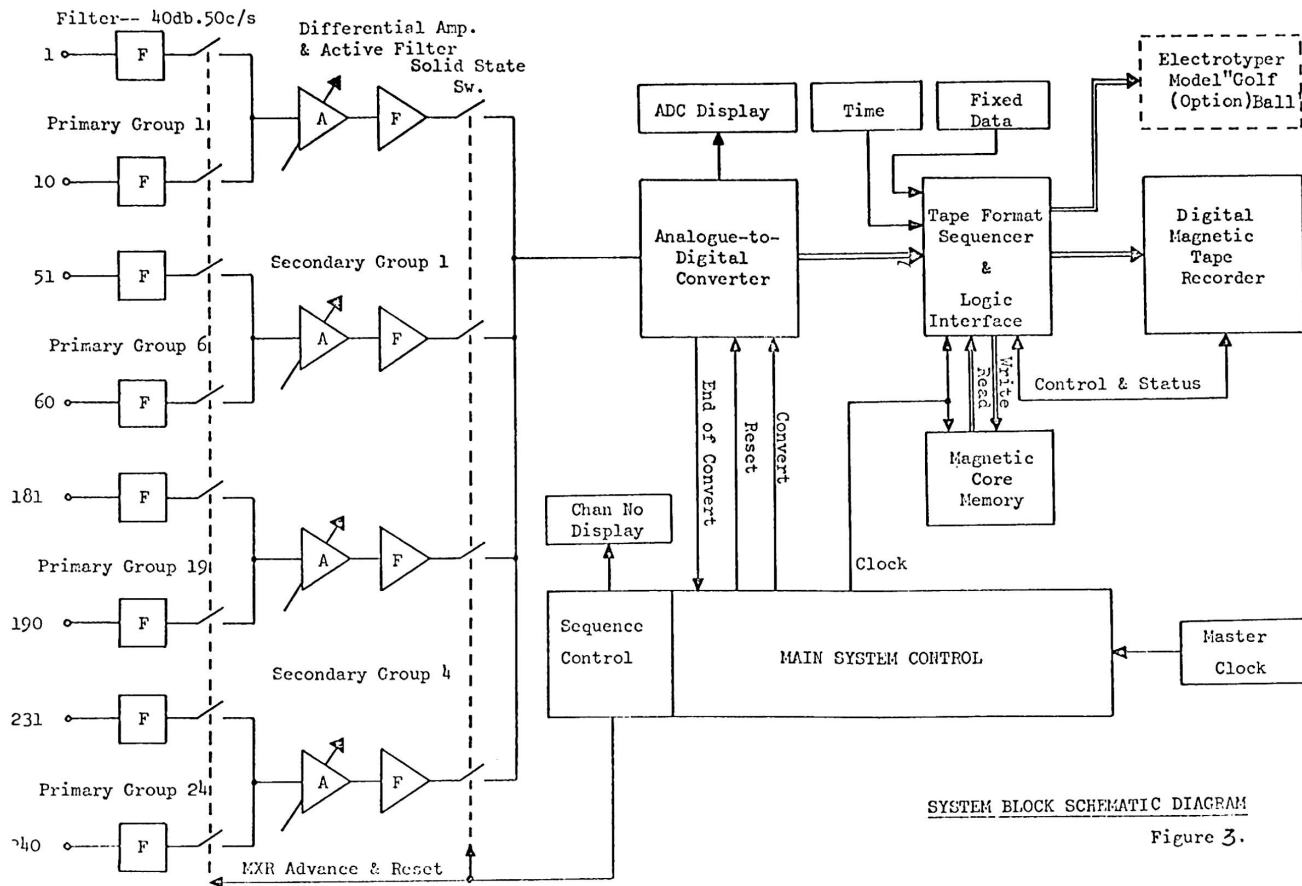 Filter-- 40db.50c/s
1
F
Primary Group 1
10
F
Differential Amp.
& Active Filter
Solid State
Sw.
A
F
51
F
Secondary Group 1
Primary Group 6
A
F
60
F
181
F
Primary Group 19
A
F
190
F
Secondary Group 4
231
F
Primary Group 24
A
F
240
F
MXR Advance & Reset
ADC Display
Time
Fixed
Data
Electrotyper
Model"Golf
(Option)Ball"
Analogue-to-
Digital
Converter
Tape Format
Sequencer
&
Logic
Interface
Digital
Magnetic
Tape
Recorder
End of Convert
Reset
Convert
Read
Write
Control & Status
Magnetic
Core
Memory
Chan No
Display
Clock
Sequence
Control
MAIN SYSTEM CONTROL
Master
Clock
SYSTEM BLOCK SCHEMATIC DIAGRAM
Figure 3.